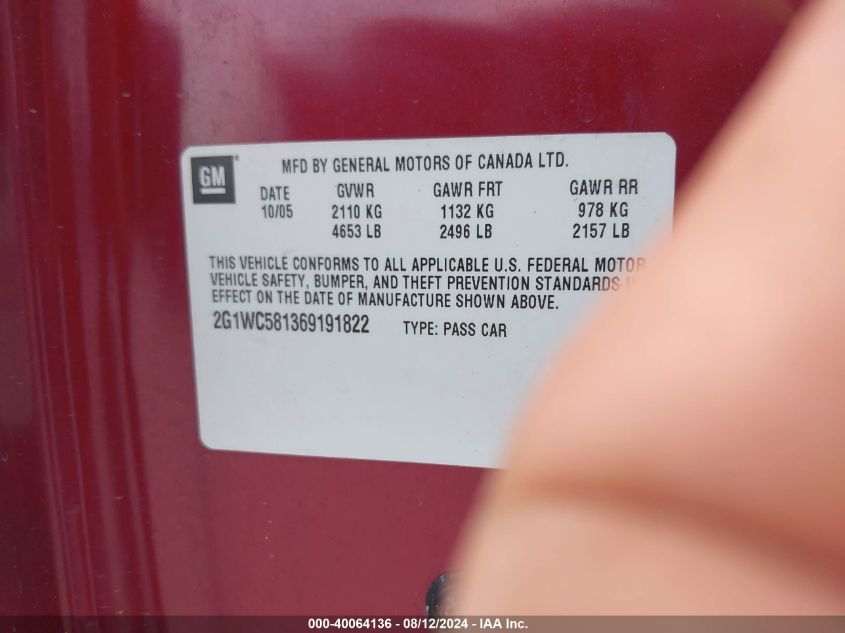 GM
MFD BY GENERAL MOTORS OF CANADA LTD.
DATE GVWR GAWR FRT GAWR RR
10/05 2110 KG 1132 KG 978 KG
4653 LB 2496 LB 2157 LB
THIS VEHICLE CONFORMS TO ALL APPLICABLE U.S. FEDERAL MOTOR
VEHICLE SAFETY, BUMPER, AND THEFT PREVENTION STANDARDS
EFFECT ON THE DATE OF MANUFACTURE SHOWN ABOVE.
2G1WC581369191822 TYPE: PASS CAR
000-40064136 - 08/12/2024 - IAA Inc.